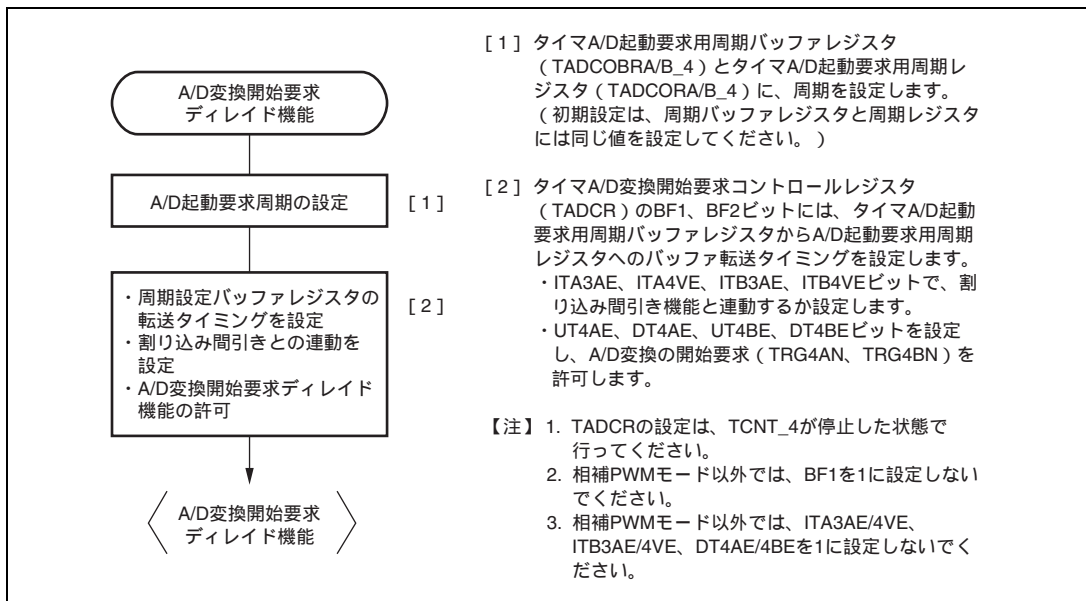 A/D変換開始要求
ディレイド機能
A/D起動要求周期の設定
[ 1 ]
・周期設定バッファレジスタの
転送タイミングを設定
・割り込み間引きとの連動を
設定
・A/D変換開始要求ディレイド
機能の許可
[ 2 ]
A/D変換開始要求
ディレイド機能
[ 1 ] タイマA/D起動要求用周期バッファレジスタ
(TADCOBRA/B_4)とタイマA/D起動要求用周期レ
ジスタ(TADCORA/B_4)に、周期を設定します。
(初期設定は、周期バッファレジスタと周期レジスタ
には同じ値を設定してください。)
[ 2 ] タイマA/D変換開始要求コントロールレジスタ
(TADCR)のBF1、BF2ビットには、タイマA/D起動
要求用周期バッファレジスタからA/D起動要求用周期
レジスタへのバッファ転送タイミングを設定します。
・ITA3AE、ITA4VE、ITB3AE、ITB4VEビットで、割
り込み間引き機能と連動するか設定します。
・UT4AE、DT4AE、UT4BE、DT4BEビットを設定
し、A/D変換の開始要求(TRG4AN、TRG4BN)を
許可します。
【注】1. TADCRの設定は、TCNT_4が停止した状態で
行ってください。
2. 相補PWMモード以外では、BF1を1に設定しない
でください。
3. 相補PWMモード以外では、ITA3AE/4VE、
ITB3AE/4VE、DT4AE/4BEを1に設定しないでく
ださい。